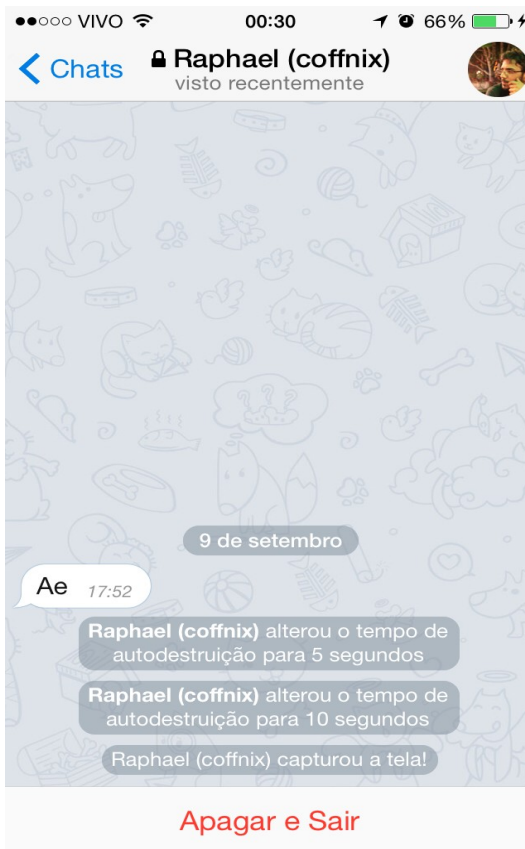 VIVO 00:30 66%
Chats Raphael (coffnix)
visto recentemente
9 de setembro
Ae 17:52
Raphael (coffnix) alterou o tempo de
autodestruição para 5 segundos
Raphael (coffnix) alterou o tempo de
autodestruição para 10 segundos
Raphael (coffnix) capturou a tela!
Apagar e Sair